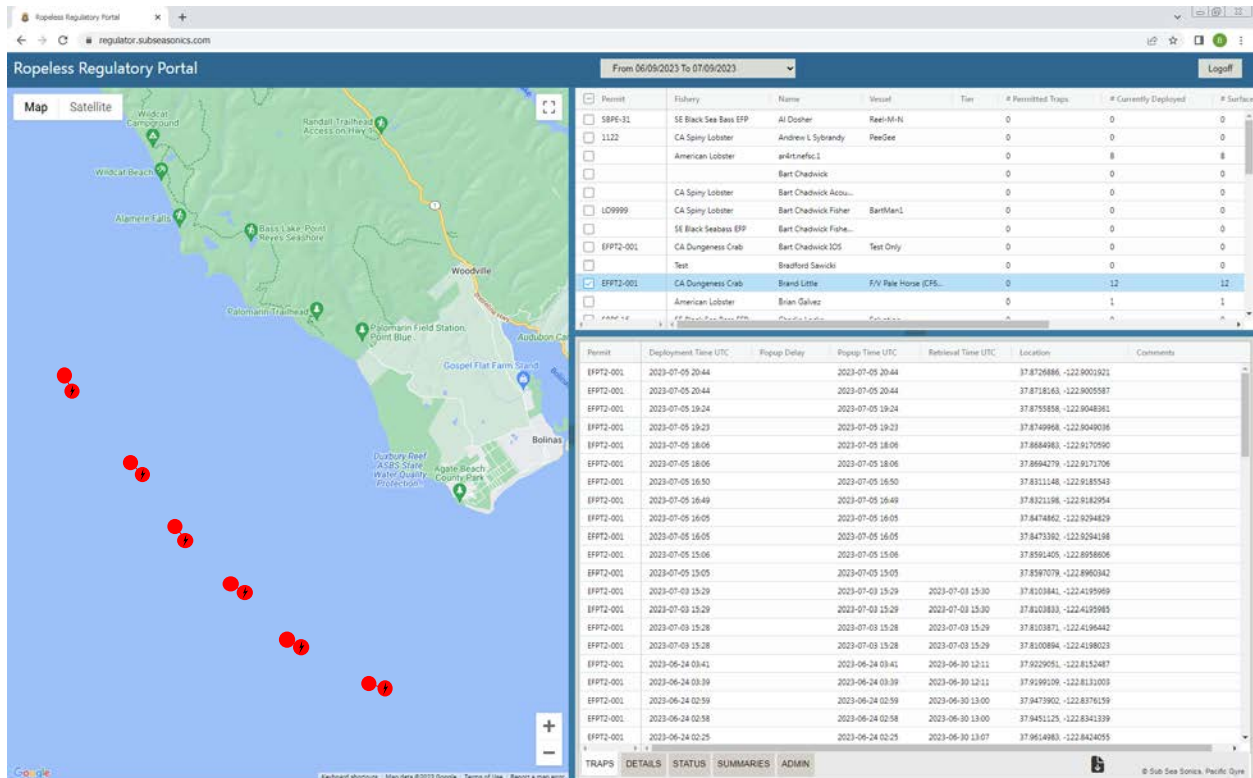 Ropeless Regulatory Portal
regulator.subseasonics.com
Ropeless Regulatory Portal
From 06/09/2023 To 07/09/2023
Logoff
Map Satellite
Wildcat
Campground
Randall Trailhead
Access on Hwy 1
Wildcat Beach
1
Alamere Falls
Bass Lake-Point
Reyes Seashore
Woodville
Palomarin Trailhead
Palomarin Field Station,
Point Blue
Audubon
Gospel Flat Farm Stand
Bolinas
Duxbury Reef
ASBS State
Water Quality
Protection
Agate Beach
County Park
Google
Keyboard shortcuts Map data ©2023 Google Terms of Use Report a map error
Permit Fishery Name Vessel Tier # Permitted Traps # Currently Deployed # Surfac
SBPE-31 SE Black Sea Bass EFP Al Dosher Reel-M-N 0 0 0
1122 CA Spiny Lobster Andrew L Sybrandy PeeGee 0 0 0
American Lobster 0 8 8
Bart Chadwick 0 0 0
CA Spiny Lobster Bart Chadwick Acou... 0 0 0
LO9999 CA Spiny Lobster Bart Chadwick Fisher BartMan1 0 0 0
SE Black Seabass EFP Bart Chadwick Fishe... 0 0 0
EFPT2-001 CA Dungeness Crab Bart Chadwick IOS Test Only 0 0 0
Test Bradford Sawicki 0 0 0
EFPT2-001 CA Dungeness Crab Brand Little F/V Pale Horse (CF6... 0 12 12
American Lobster Brian Galvez 0 1 1
Permit Deployment Time UTC Popup Delay Popup Time UTC Retrieval Time UTC Location Comments
EFPT2-001 2023-07-05 20:44 2023-07-05 20:44 37.8726886, -122.9001921
EFPT2-001 2023-07-05 20:44 2023-07-05 20:44 37.8718163, -122.9005587
EFPT2-001 2023-07-05 19:24 2023-07-05 19:24 37.8755858, -122.9048361
EFPT2-001 2023-07-05 19:23 2023-07-05 19:23 37.8749968, -122.9049036
EFPT2-001 2023-07-05 18:06 2023-07-05 18:06 37.8684983, -122.9170590
EFPT2-001 2023-07-05 18:06 2023-07-05 18:06 37.8694279, -122.9171706
EFPT2-001 2023-07-05 16:50 2023-07-05 16:50 37.8311148, -122.9185543
EFPT2-001 2023-07-05 16:49 2023-07-05 16:49 37.8321198, -122.9182954
EFPT2-001 2023-07-05 16:05 2023-07-05 16:05 37.8474862, -122.9294829
EFPT2-001 2023-07-05 16:05 2023-07-05 16:05 37.8473392, -122.9294198
EFPT2-001 2023-07-05 15:06 2023-07-05 15:06 37.8591405, -122.8958606
EFPT2-001 2023-07-05 15:05 2023-07-05 15:05 37.8597079, -122.8960342
EFPT2-001 2023-07-03 15:29 2023-07-03 15:29 2023-07-03 15:30 37.8103841, -122.4195969
EFPT2-001 2023-07-03 15:29 2023-07-03 15:29 2023-07-03 15:30 37.8103833, -122.4195985
EFPT2-001 2023-07-03 15:28 2023-07-03 15:28 2023-07-03 15:29 37.8103871, -122.4196442
EFPT2-001 2023-07-03 15:28 2023-07-03 15:28 2023-07-03 15:29 37.8100894, -122.4198023
EFPT2-001 2023-06-24 03:41 2023-06-24 03:41 2023-06-30 12:11 37.9229051, -122.8152487
EFPT2-001 2023-06-24 03:39 2023-06-24 03:39 2023-06-30 12:11 37.9199109, -122.8131003
EFPT2-001 2023-06-24 02:59 2023-06-24 02:59 2023-06-30 13:00 37.9473902, -122.8376159
EFPT2-001 2023-06-24 02:58 2023-06-24 02:58 2023-06-30 13:00 37.9451125, -122.8341339
EFPT2-001 2023-06-24 02:25 2023-06-24 02:25 2023-06-30 13:07 37.9614983, -122.8424055
TRAPS DETAILS STATUS SUMMARIES ADMIN
© Sub Sea Sonics, Pacific Gyre